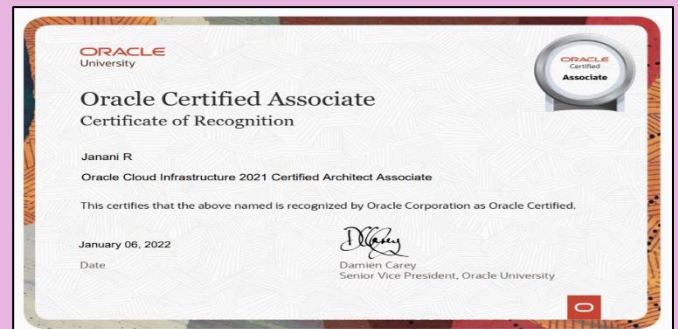 ORACLE
University
ORACLE
Certified
Associate
Oracle Certified Associate
Certificate of Recognition
Janani R
Oracle Cloud Infrastructure 2021 Certified Architect Associate
This certifies that the above named is recognized by Oracle Corporation as Oracle Certified.
January 06, 2022
Date
DCarey
Damien Carey
Senior Vice President, Oracle University